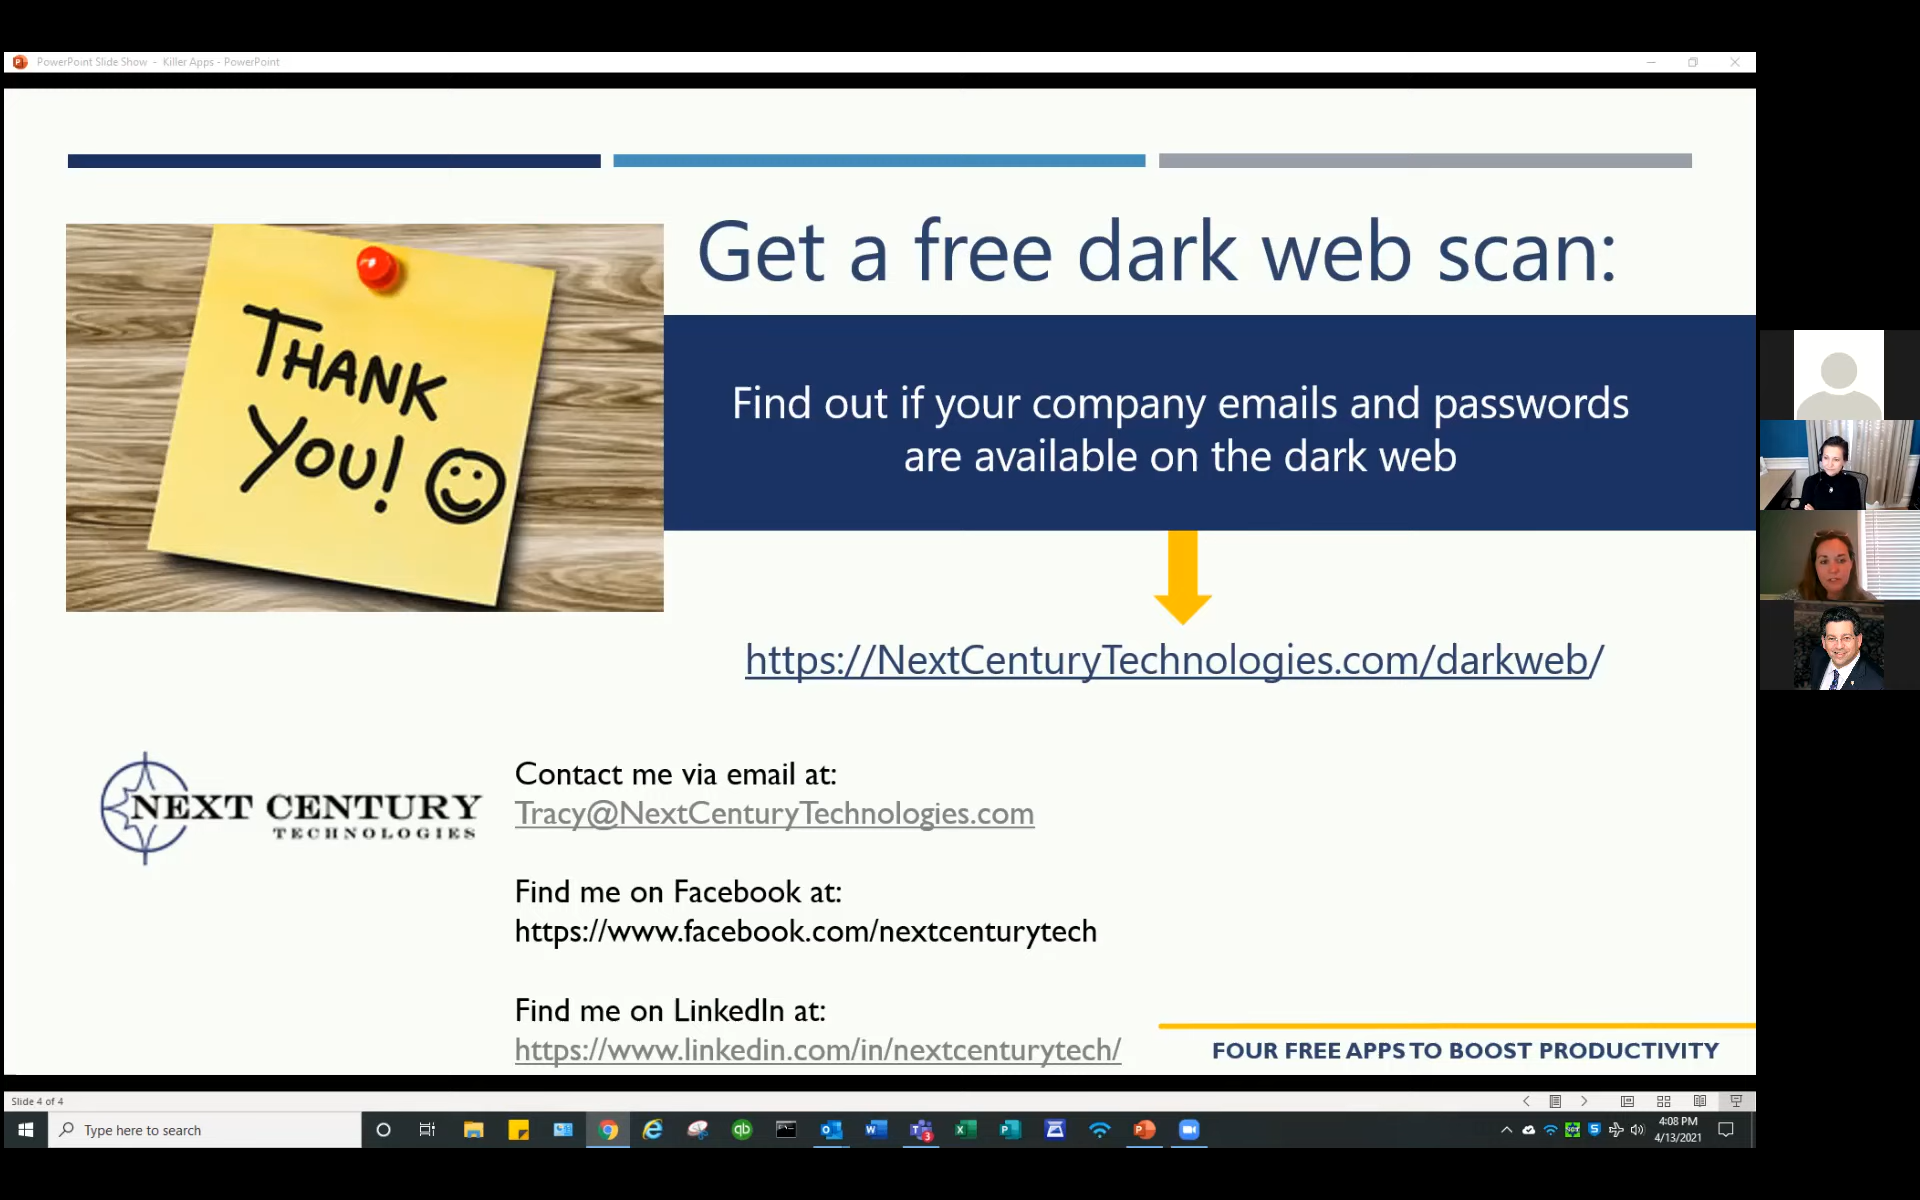 PowerPoint Slide Show - Killer Apps - PowerPoint
Get a free dark web scan:
THANK
YOU!
Find out if your company emails and passwords
are available on the dark web
https://NextCenturyTechnologies.com/darkweb/
NEXT CENTURY
TECHNOLOGIES
Contact me via email at:
Tracy@NextCenturyTechnologies.com
Find me on Facebook at:
https://www.facebook.com/nextcenturytech
Find me on LinkedIn at:
https://www.linkedin.com/in/nextcenturytech/
FOUR FREE APPS TO BOOST PRODUCTIVITY
Slide 4 of 4
Type here to search
4:08 PM
4/13/2021